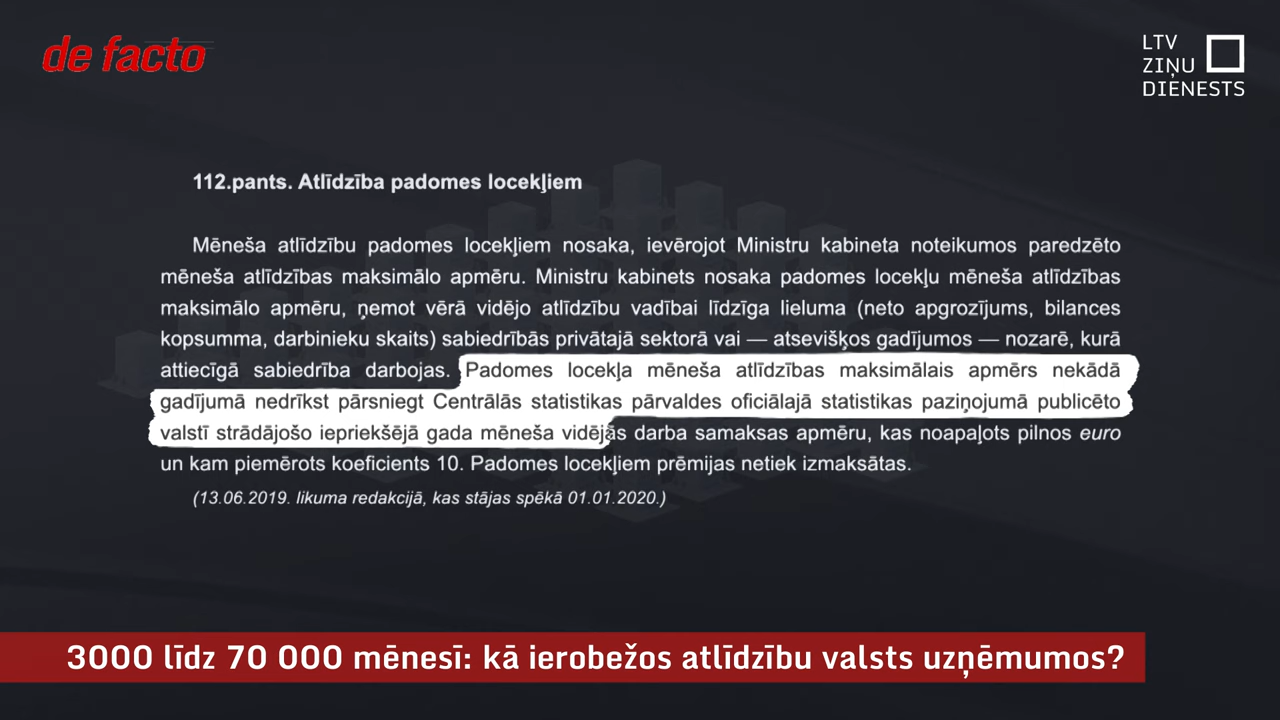 de facto
LTV
ZIŅU
DIENESTS
112.pants. Atlīdzība padomes locekļiem
Mēneša atlīdzību padomes locekļiem nosaka, ievērojot Ministru kabineta noteikumos paredzēto
mēneša atlīdzības maksimālo apmēru. Ministru kabinets nosaka padomes locekļu mēneša atlīdzības
maksimālo apmēru, ņemot vērā vidējo atlīdzību vadībai līdzīga lieluma (neto apgrozījums, bilances
kopsumma, darbinieku skaits) sabiedrībās privātajā sektorā vai — atsevišķos gadījumos — nozarē, kurā
attiecīgā sabiedrība darbojas. Padomes locekļa mēneša atlīdzības maksimālais apmērs nekādā
gadījumā nedrīkst pārsniegt Centrālās statistikas pārvaldes oficiālajā statistikas paziņojumā publicēto
valstī strādājošo iepriekšējā gada mēneša vidējās darba samaksas apmēru, kas noapaļots pilnos euro
un kam piemērots koeficients 10. Padomes locekļiem prēmijas netiek izmaksātas.
(13.06.2019. likuma redakcijā, kas stājas spēkā 01.01.2020.)
3000 līdz 70 000 mēnesī: kā ierobežos atlīdzību valsts uzņēmumos?